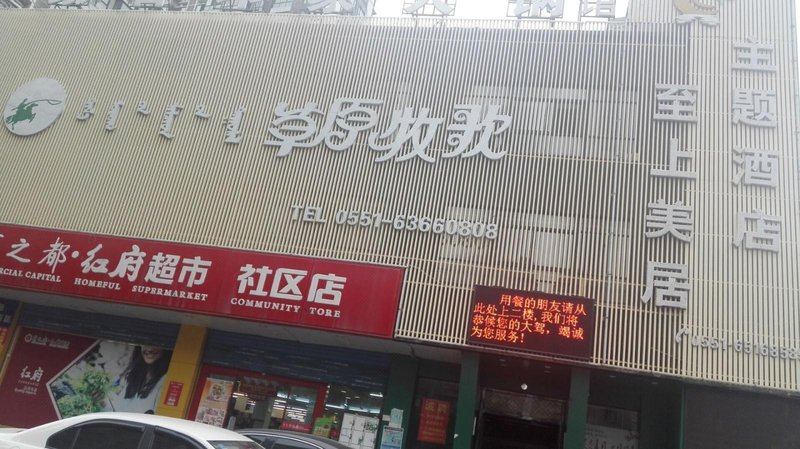 草原牧歌
TEL 0551-63660808
主题酒店
至上美居
之都·红府超市 社区店
RCIAL CAPITAL HOMEFUL SUPERMARKET COMMUNITY TORE
用餐的朋友请从
此处上二楼,我们将
恭候您的大驾，竭诚
为您服务!
红府